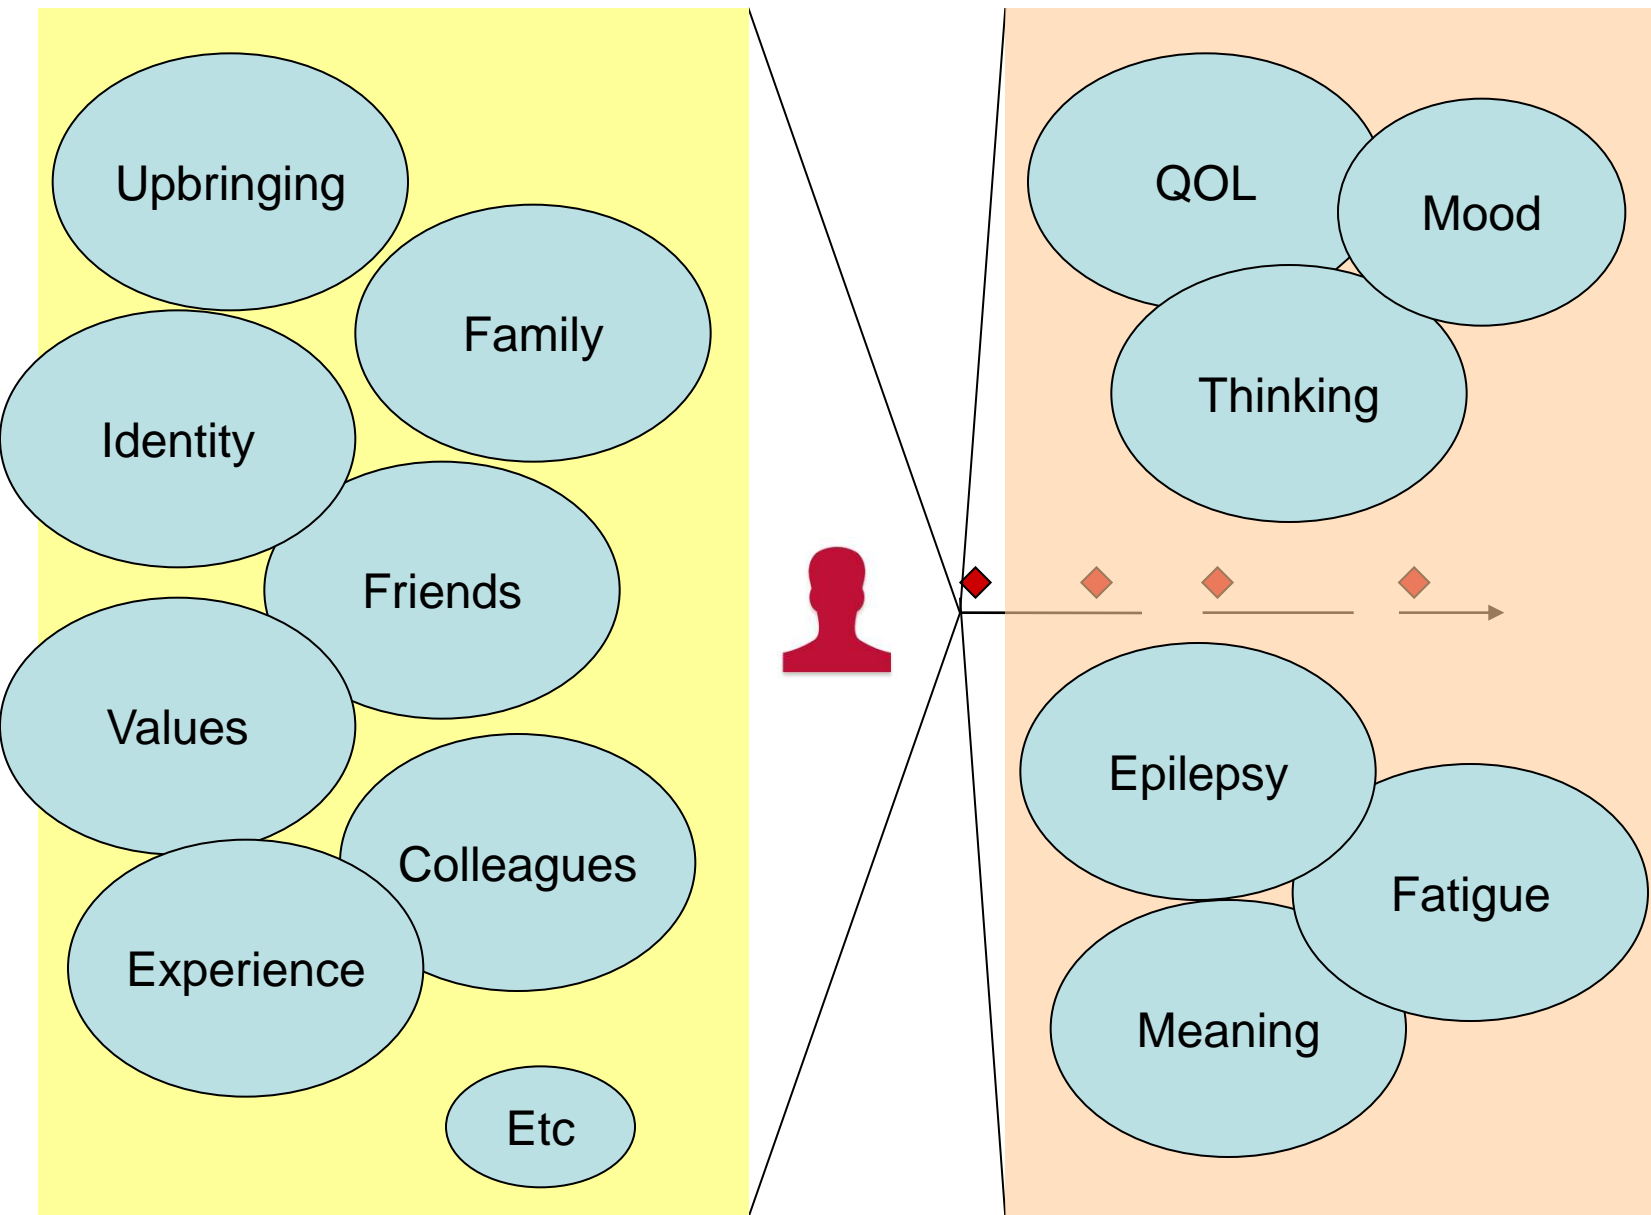 Upbringing
Family
Identity
Friends
Values
Colleagues
Experience
Etc
QOL
Mood
Thinking
Epilepsy
Fatigue
Meaning